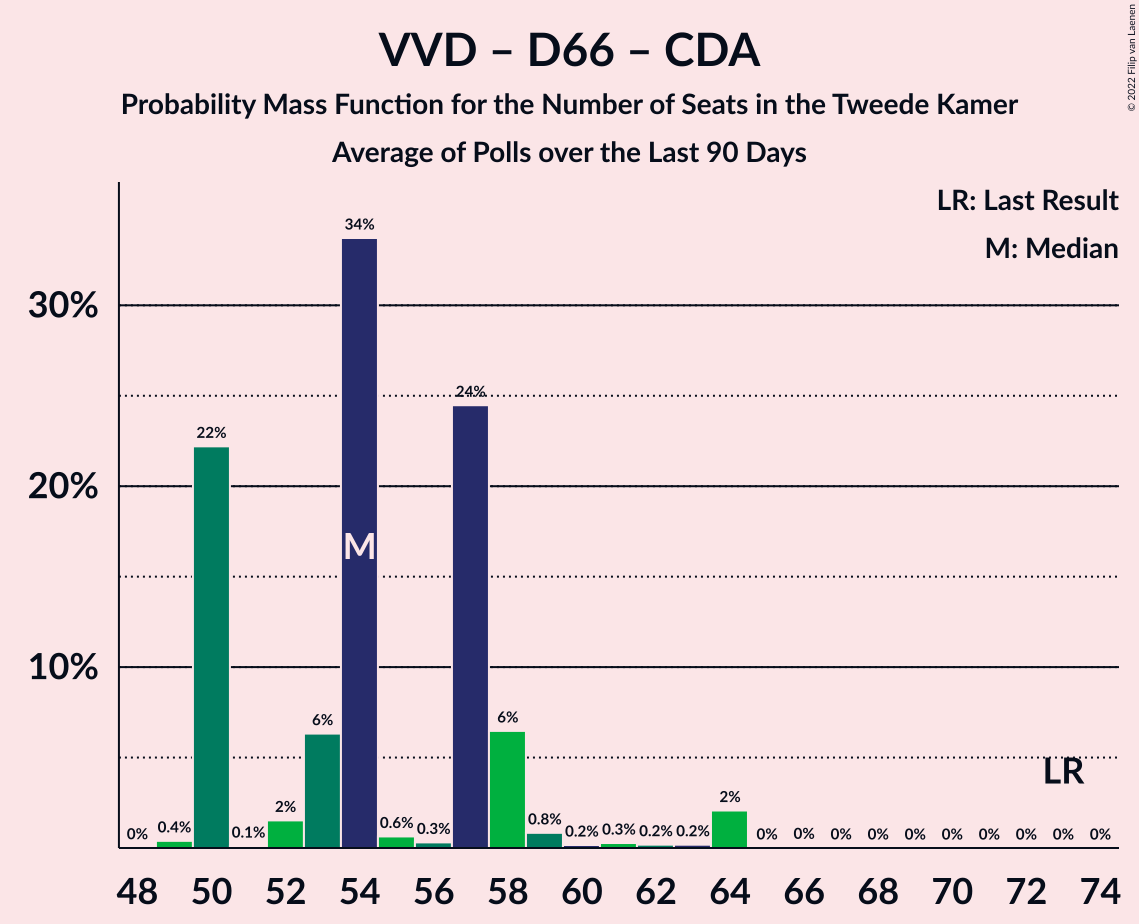 VVD – D66 – CDA
Probability Mass Function for the Number of Seats in the Tweede Kamer
Average of Polls over the Last 90 Days
© 2022 Filip van Laenen
LR: Last Result
M: Median
30%
20%
10%
0% 0.4% 22% 0.1% 2% 6% 34% 0.6% 0.3% 24% 6% 0.8% 0.2% 0.3% 0.2% 0.2% 2% 0% 0% 0% 0% 0% 0% 0% 0% 0% 0%
M
LR
48 50 52 54 56 58 60 62 64 66 68 70 72 74